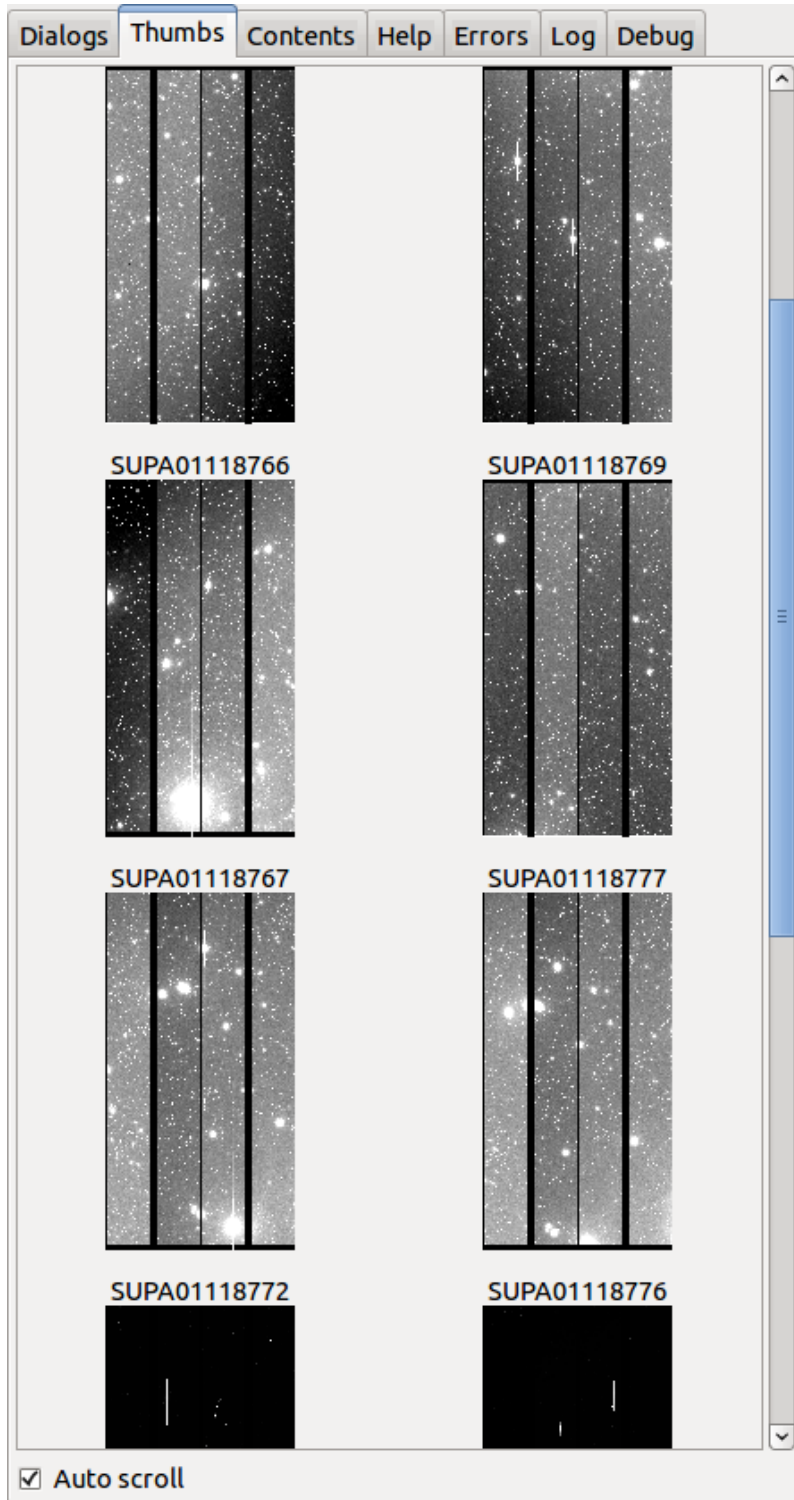 Dialogs Thumbs Contents Help Errors Log Debug
SUPA01118766 SUPA01118769
SUPA01118767 SUPA01118777
SUPA01118772 SUPA01118776
Auto scroll